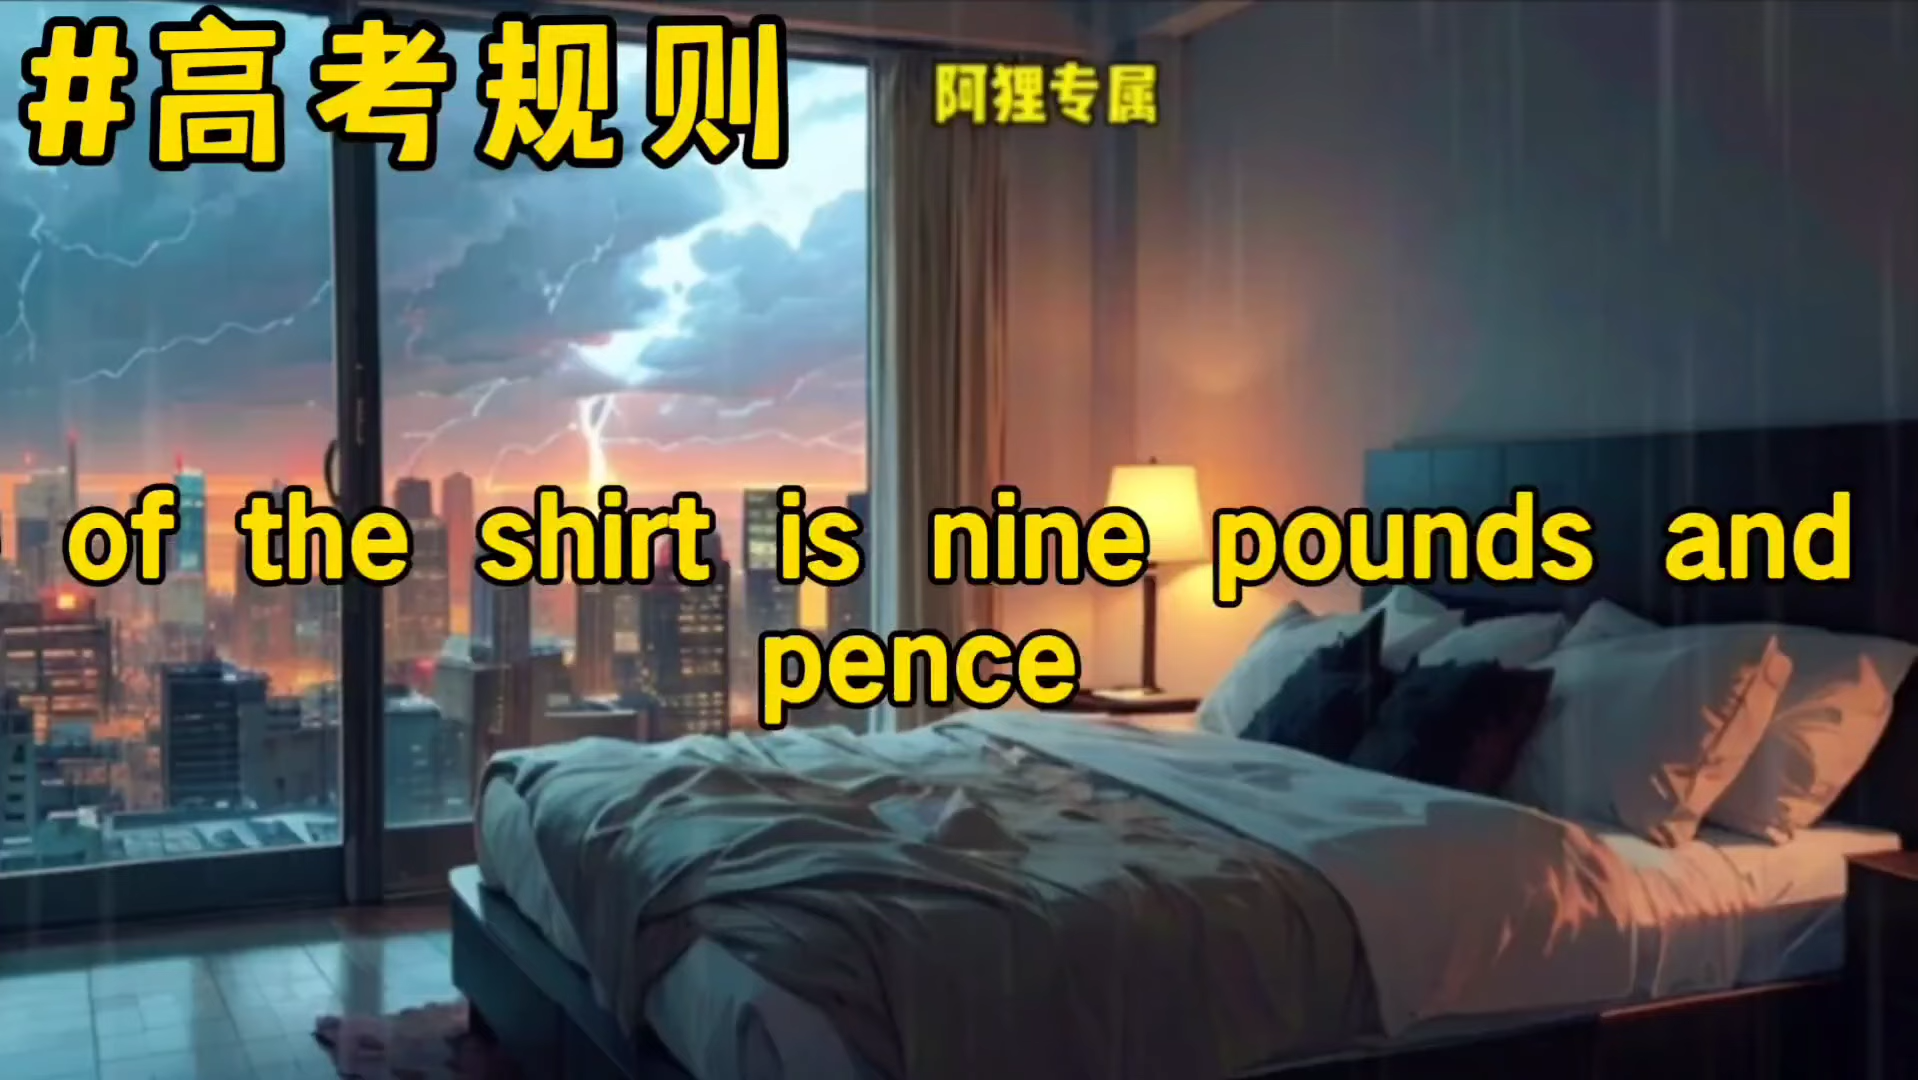 #高考规则
阿狸专属
of the shirt is nine pounds and
pence